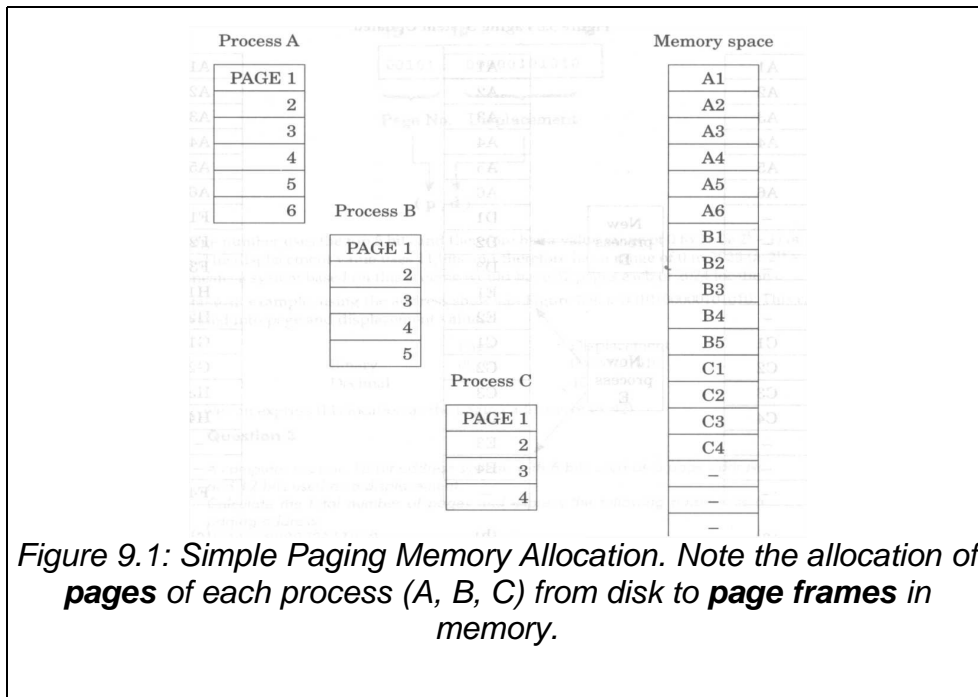 Process A
PAGE 1
2
3
4
5
6
Process B
PAGE 1
2
3
4
5
Process C
PAGE 1
2
3
4
Memory space
A1
A2
A3
A4
A5
A6
B1
B2
B3
B4
B5
C1
C2
C3
C4
–
–
–
Figure 9.1: Simple Paging Memory Allocation. Note the allocation of
pages of each process (A, B, C) from disk to page frames in
memory.